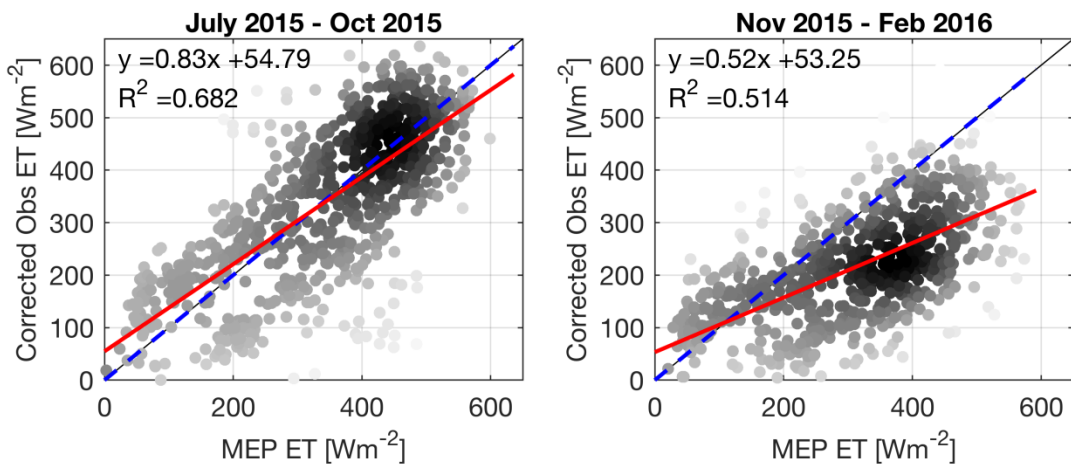 July 2015 - Oct 2015
y =0.83x +54.79
R² =0.682
Corrected Obs ET [Wm⁻²]
600
500
400
300
200
100
0
0 200 400 600
MEP ET [Wm⁻²]
Nov 2015 - Feb 2016
y =0.52x +53.25
R² =0.514
Corrected Obs ET [Wm⁻²]
600
500
400
300
200
100
0
0 200 400 600
MEP ET [Wm⁻²]